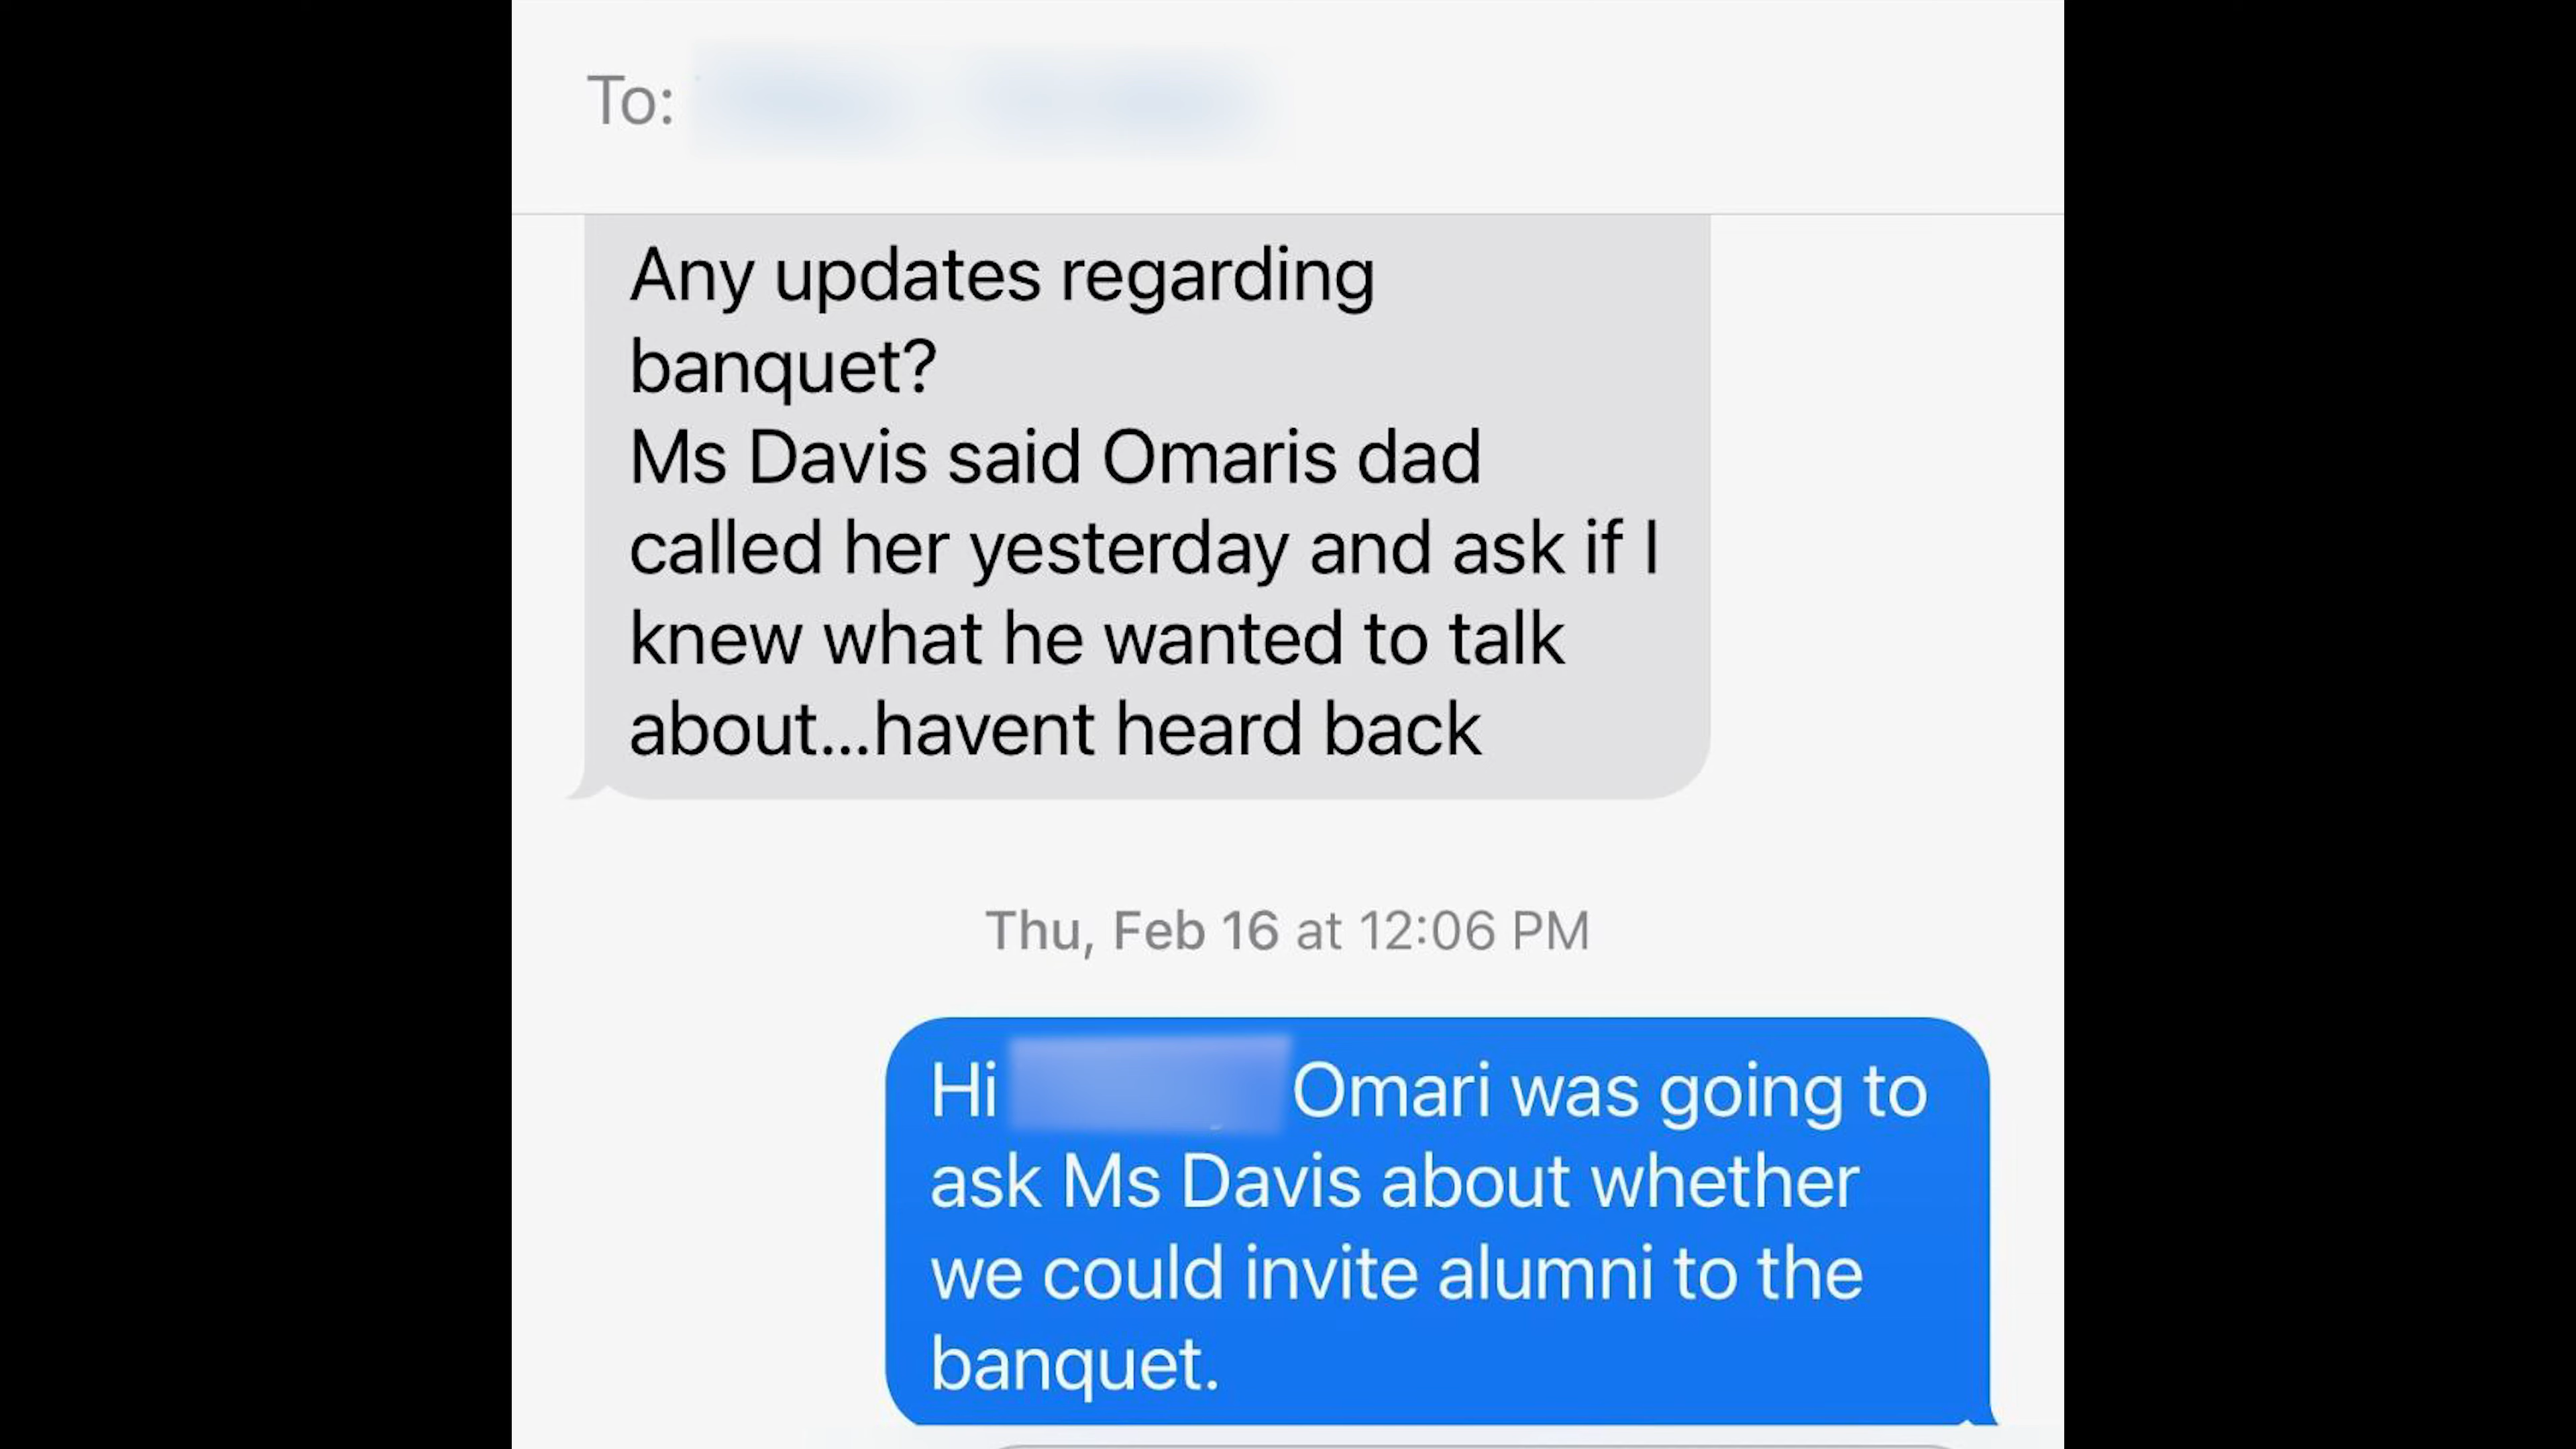 To:
Any updates regarding
banquet?
Ms Davis said Omaris dad
called her yesterday and ask if I
knew what he wanted to talk
about...havent heard back
Thu, Feb 16 at 12:06 PM
Hi Omari was going to
ask Ms Davis about whether
we could invite alumni to the
banquet.